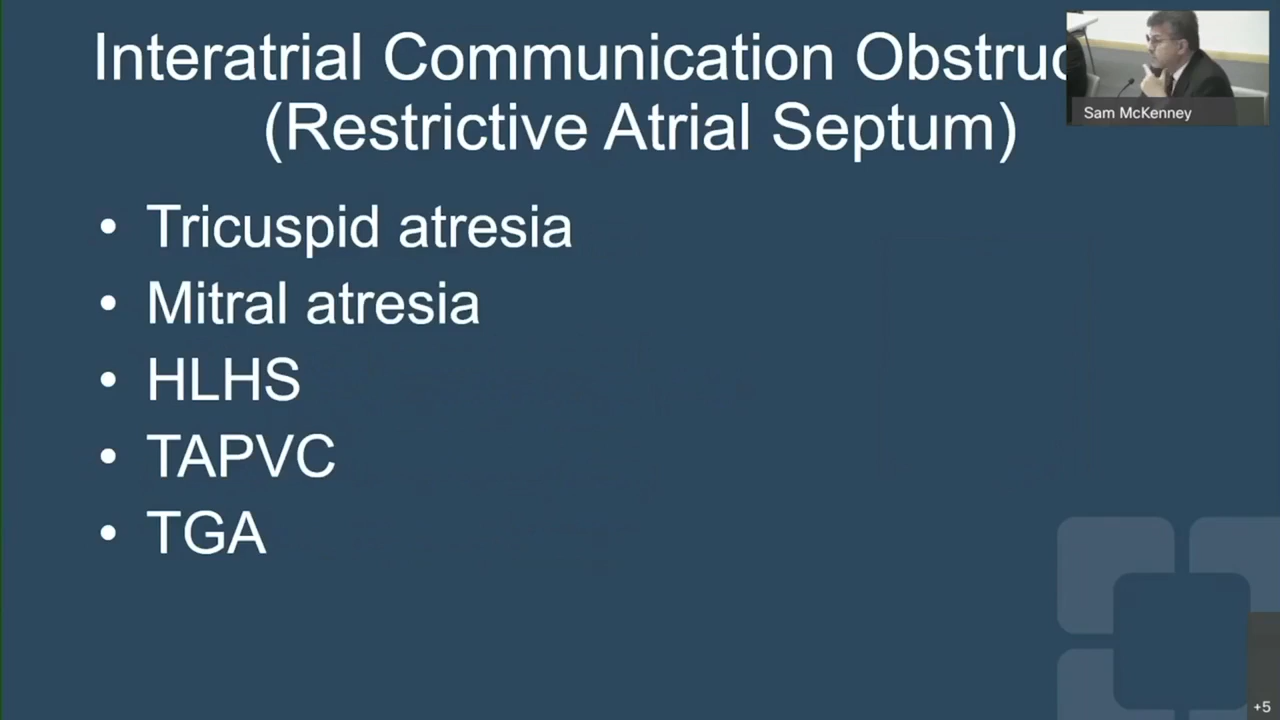 Interatrial Communication Obstruc
(Restrictive Atrial Septum)
Sam McKenney
• Tricuspid atresia
• Mitral atresia
• HLHS
• TAPVC
• TGA
+5